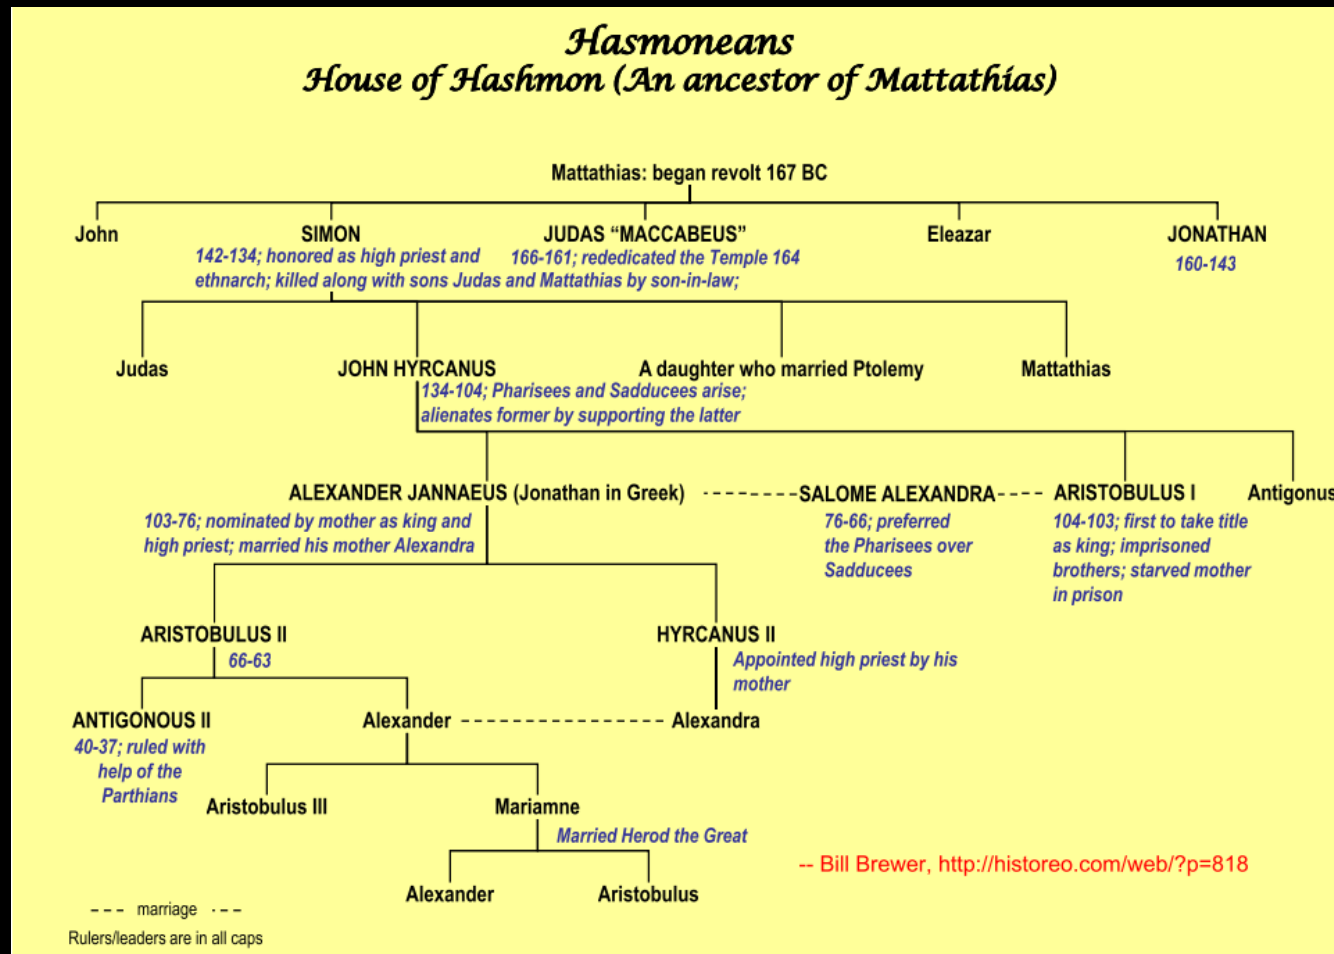 Hasmoneans
House of Hashmon (An ancestor of Mattathias)
Mattathias: began revolt 167 BC
John
SIMON
142-134; honored as high priest and
ethnarch; killed along with sons Judas and Mattathias by son-in-law;
JUDAS “MACCABEUS”
166-161; rededicated the Temple 164
Eleazar
JONATHAN
160-143
Judas
JOHN HYRCANUS
134-104; Pharisees and Sadducees arise;
alienates former by supporting the latter
A daughter who married Ptolemy
Mattathias
ALEXANDER JANNAEUS (Jonathan in Greek)
103-76; nominated by mother as king and
high priest; married his mother Alexandra
SALOME ALEXANDRA
76-66; preferred
the Pharisees over
Sadducees
ARISTOBULUS I
104-103; first to take title
as king; imprisoned
brothers; starved mother
in prison
Antigonus
ARISTOBULUS II
66-63
HYRCANUS II
Appointed high priest by his
mother
ANTIGONOUS II
40-37; ruled with
help of the
Parthians
Alexander
Alexandra
Aristobulus III
Mariamne
Married Herod the Great
Alexander
Aristobulus
-- Bill Brewer, http://historeo.com/web/?p=818
--- marriage ---
Rulers/leaders are in all caps